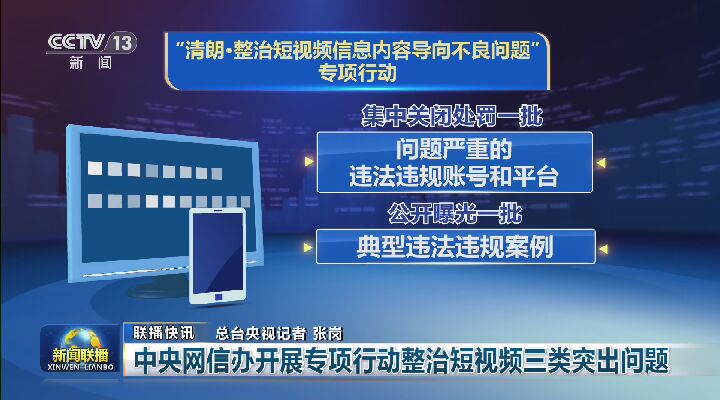 CCTV 13
新闻
“清朗·整治短视频信息内容导向不良问题”
专项行动
集中关闭处罚一批
问题严重的
违法违规账号和平台
公开曝光一批
典型违法违规案例
联播快讯 总台央视记者 张岗
新闻联播
XINWEN-LIANBO
中央网信办开展专项行动整治短视频三类突出问题